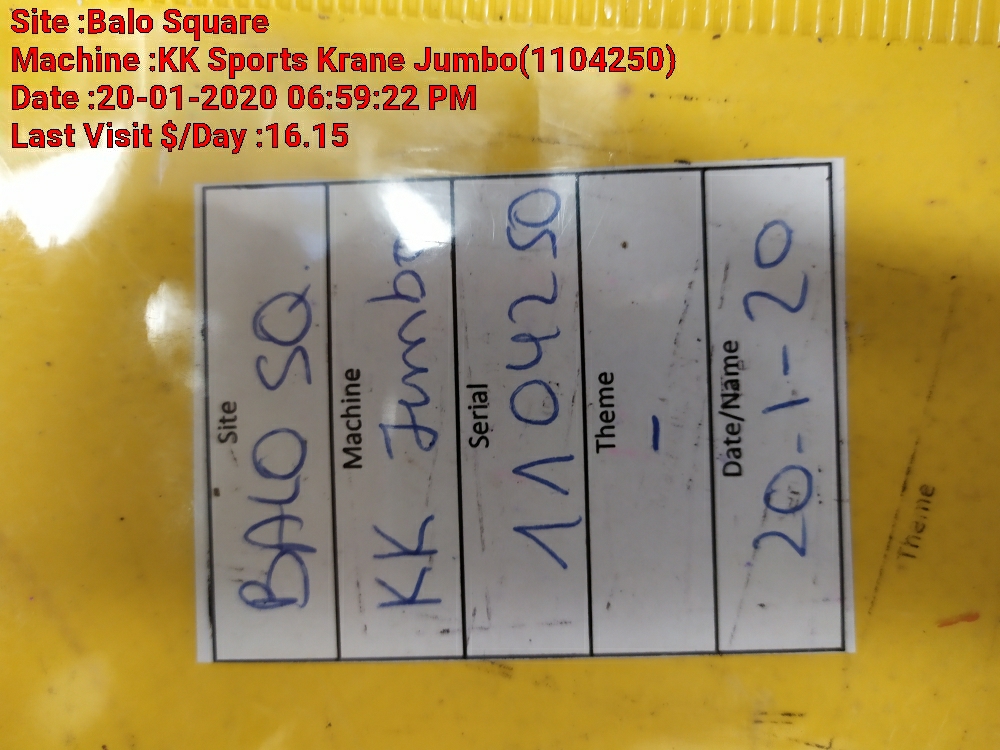 Site :Balo Square
Machine :KK Sports Krane Jumbo(1104250)
Date :20-01-2020 06:59:22 PM
Last Visit $/Day :16.15
Site
BALO SQ
Machine
KK Jumbo
Serial
1104250
Theme
-
Date/Name
20-1-20
Theme